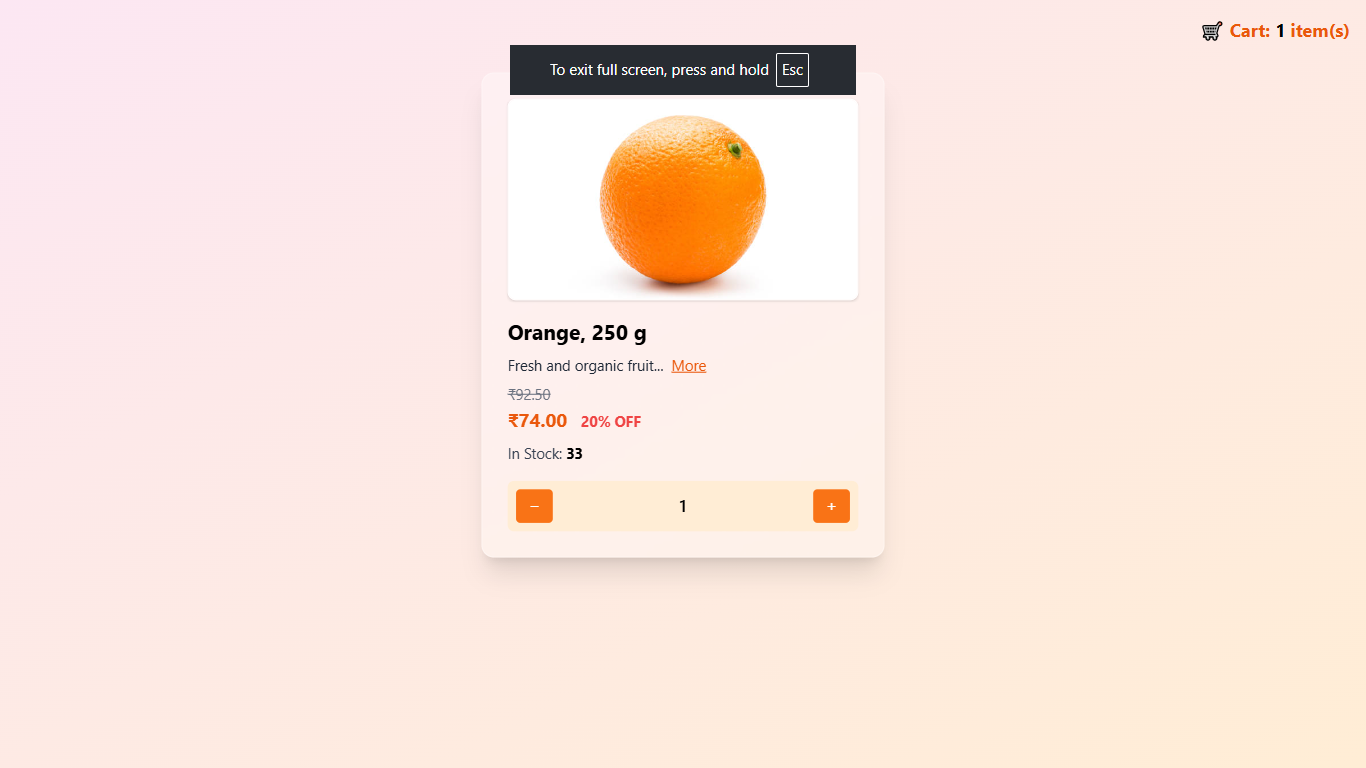 🛒 Cart: 1 item(s)
To exit full screen, press and hold Esc
Orange, 250 g
Fresh and organic fruit... More
₹92.50
₹74.00 20% OFF
In Stock: 33
− 1 +